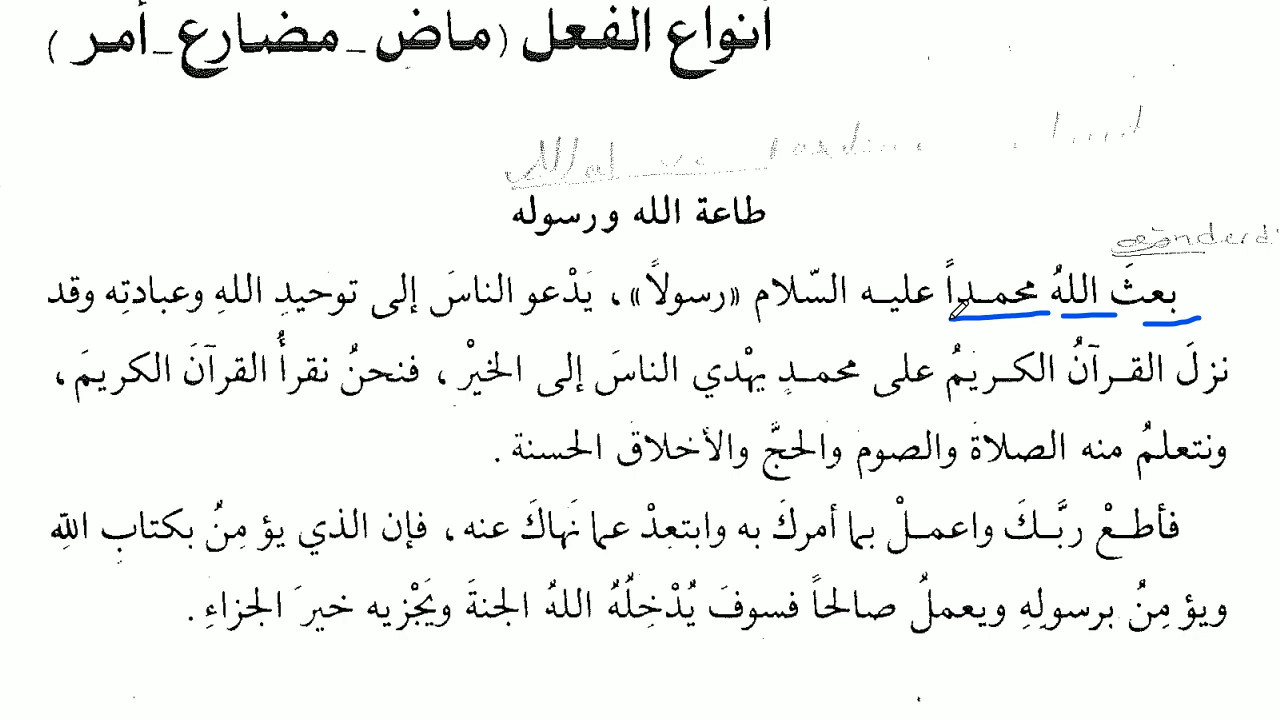 أنواع الفعل (ماض - مضارع - أمر)
طاعة الله ورسوله
gönderdi
بعثَ اللهُ محمداً عليه السّلام «رسولاً»، يَدْعو الناسَ إلى توحيدِ اللهِ وعبادتِه وقد
نزلَ القرآنُ الكريمُ على محمدٍ يهْدي الناسَ إلى الخيرْ، فنحنُ نقرأُ القرآنَ الكريمَ،
ونتعلمُ منه الصلاةَ والصوم والحجَّ والأخلاق الحسنة.
فأطعْ ربَّكَ واعملْ بما أمركَ به وابتعِدْ عما نَهاكَ عنه، فإن الذي يؤمِنُ بكتابِ اللهِ
ويؤمِنُ برسولِهِ ويعملُ صالحاً فسوفَ يُدْخِلُهُ اللهُ الجنةَ ويَجْزيه خيرَ الجزاءِ.